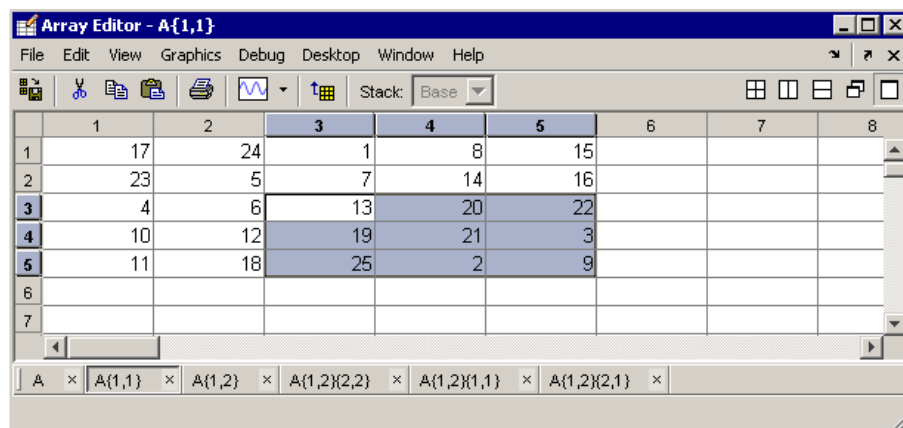 Array Editor - A{1,1}
File Edit View Graphics Debug Desktop Window Help
Stack: Base
1 2 3 4 5 6 7 8
1 17 24 1 8 15
2 23 5 7 14 16
3 4 6 13 20 22
4 10 12 19 21 3
5 11 18 25 2 9
6
7
A A{1,1} A{1,2} A{1,2}{2,2} A{1,2}{1,1} A{1,2}{2,1}